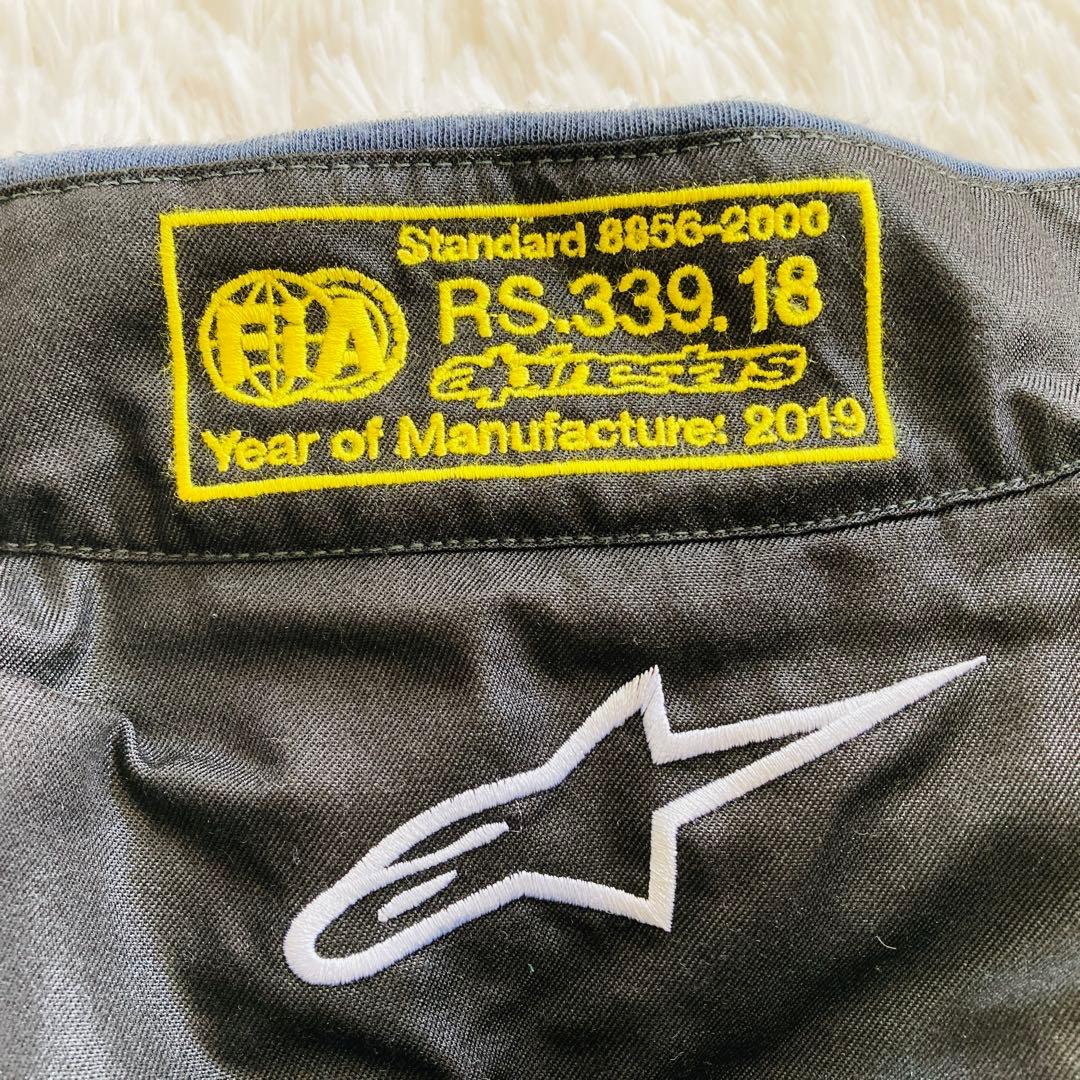 Standard 8856-2000
FiA
RS.339.18
alpinestars
Year of Manufacture: 2019